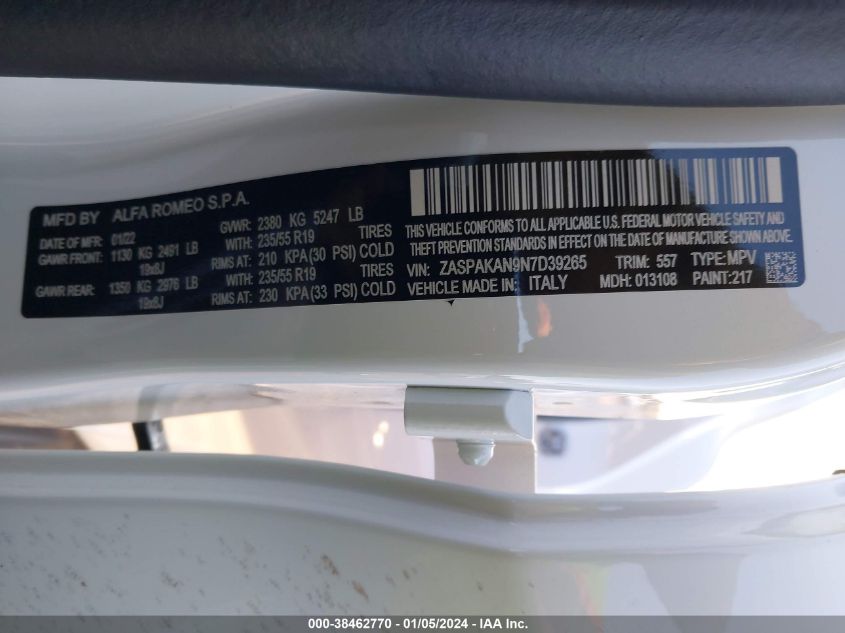 MFD BY ALFA ROMEO S.P.A.
DATE OF MFR: 01/22 GVWR: 2380 KG 5247 LB
GAWR FRONT: 1130 KG 2491 LB WITH: 235/55 R19 TIRES
19x8J RIMS AT: 210 KPA(30 PSI) COLD
GAWR REAR: 1350 KG 2976 LB WITH: 235/55 R19 TIRES
19x8J RIMS AT: 230 KPA(33 PSI) COLD
THIS VEHICLE CONFORMS TO ALL APPLICABLE U.S. FEDERAL MOTOR VEHICLE SAFETY AND
THEFT PREVENTION STANDARDS IN EFFECT ON THE DATE OF MANUFACTURE SHOWN ABOVE.
VIN: ZASPAKAN9N7D39265 TRIM: 557 TYPE: MPV
VEHICLE MADE IN: ITALY MDH: 013108 PAINT:217
000-38462770 - 01/05/2024 - IAAI Inc.